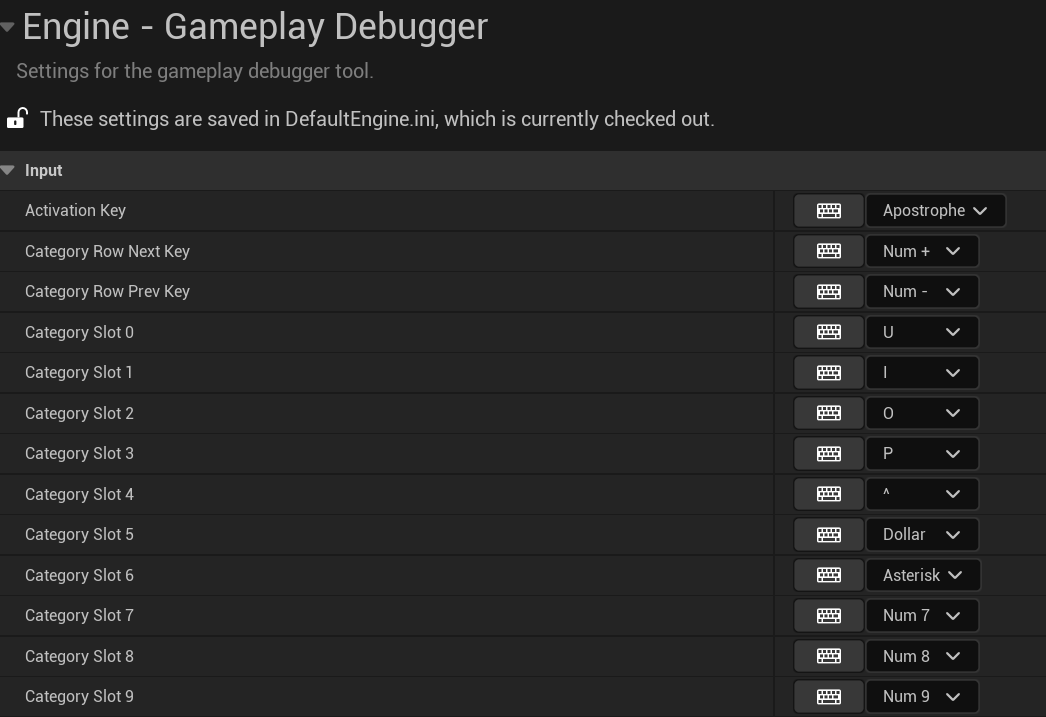 Engine - Gameplay Debugger
Settings for the gameplay debugger tool.
These settings are saved in DefaultEngine.ini, which is currently checked out.
Input
Activation Key Apostrophe
Category Row Next Key Num +
Category Row Prev Key Num -
Category Slot 0 U
Category Slot 1 I
Category Slot 2 O
Category Slot 3 P
Category Slot 4 ^
Category Slot 5 Dollar
Category Slot 6 Asterisk
Category Slot 7 Num 7
Category Slot 8 Num 8
Category Slot 9 Num 9